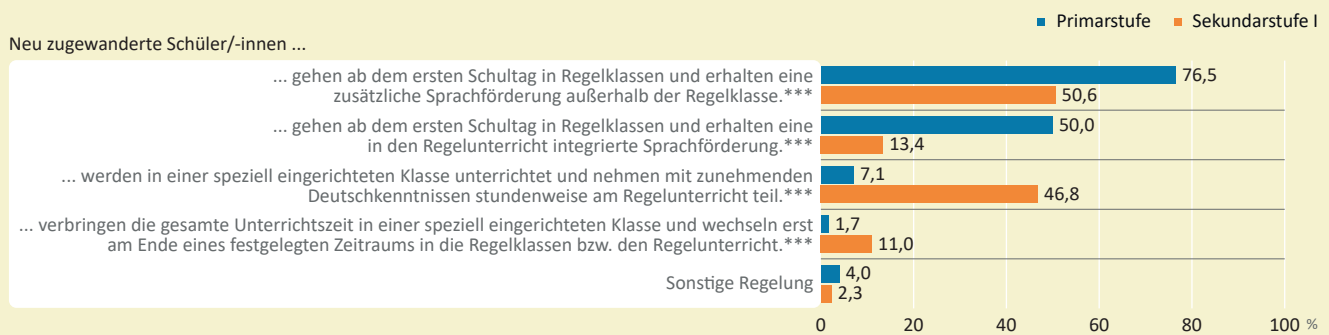 Primarstufe Sekundarstufe I
Neu zugewanderte Schüler/-innen ...
... gehen ab dem ersten Schultag in Regelklassen und erhalten eine
zusätzliche Sprachförderung außerhalb der Regelklasse.***
76,5
50,6
... gehen ab dem ersten Schultag in Regelklassen und erhalten eine
in den Regelunterricht integrierte Sprachförderung.***
50,0
13,4
... werden in einer speziell eingerichteten Klasse unterrichtet und nehmen mit zunehmenden
Deutschkenntnissen stundenweise am Regelunterricht teil.***
7,1
46,8
... verbringen die gesamte Unterrichtszeit in einer speziell eingerichteten Klasse und wechseln erst
am Ende eines festgelegten Zeitraums in die Regelklassen bzw. den Regelunterricht.***
1,7
11,0
Sonstige Regelung
4,0
2,3
0 20 40 60 80 100 %